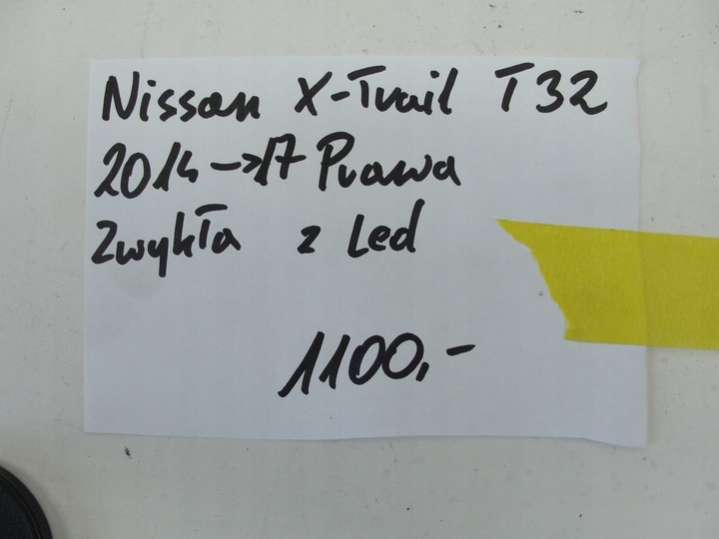 Nissan X-Trail T32
2014->17 Prawa
Zwykła z Led
1100,-